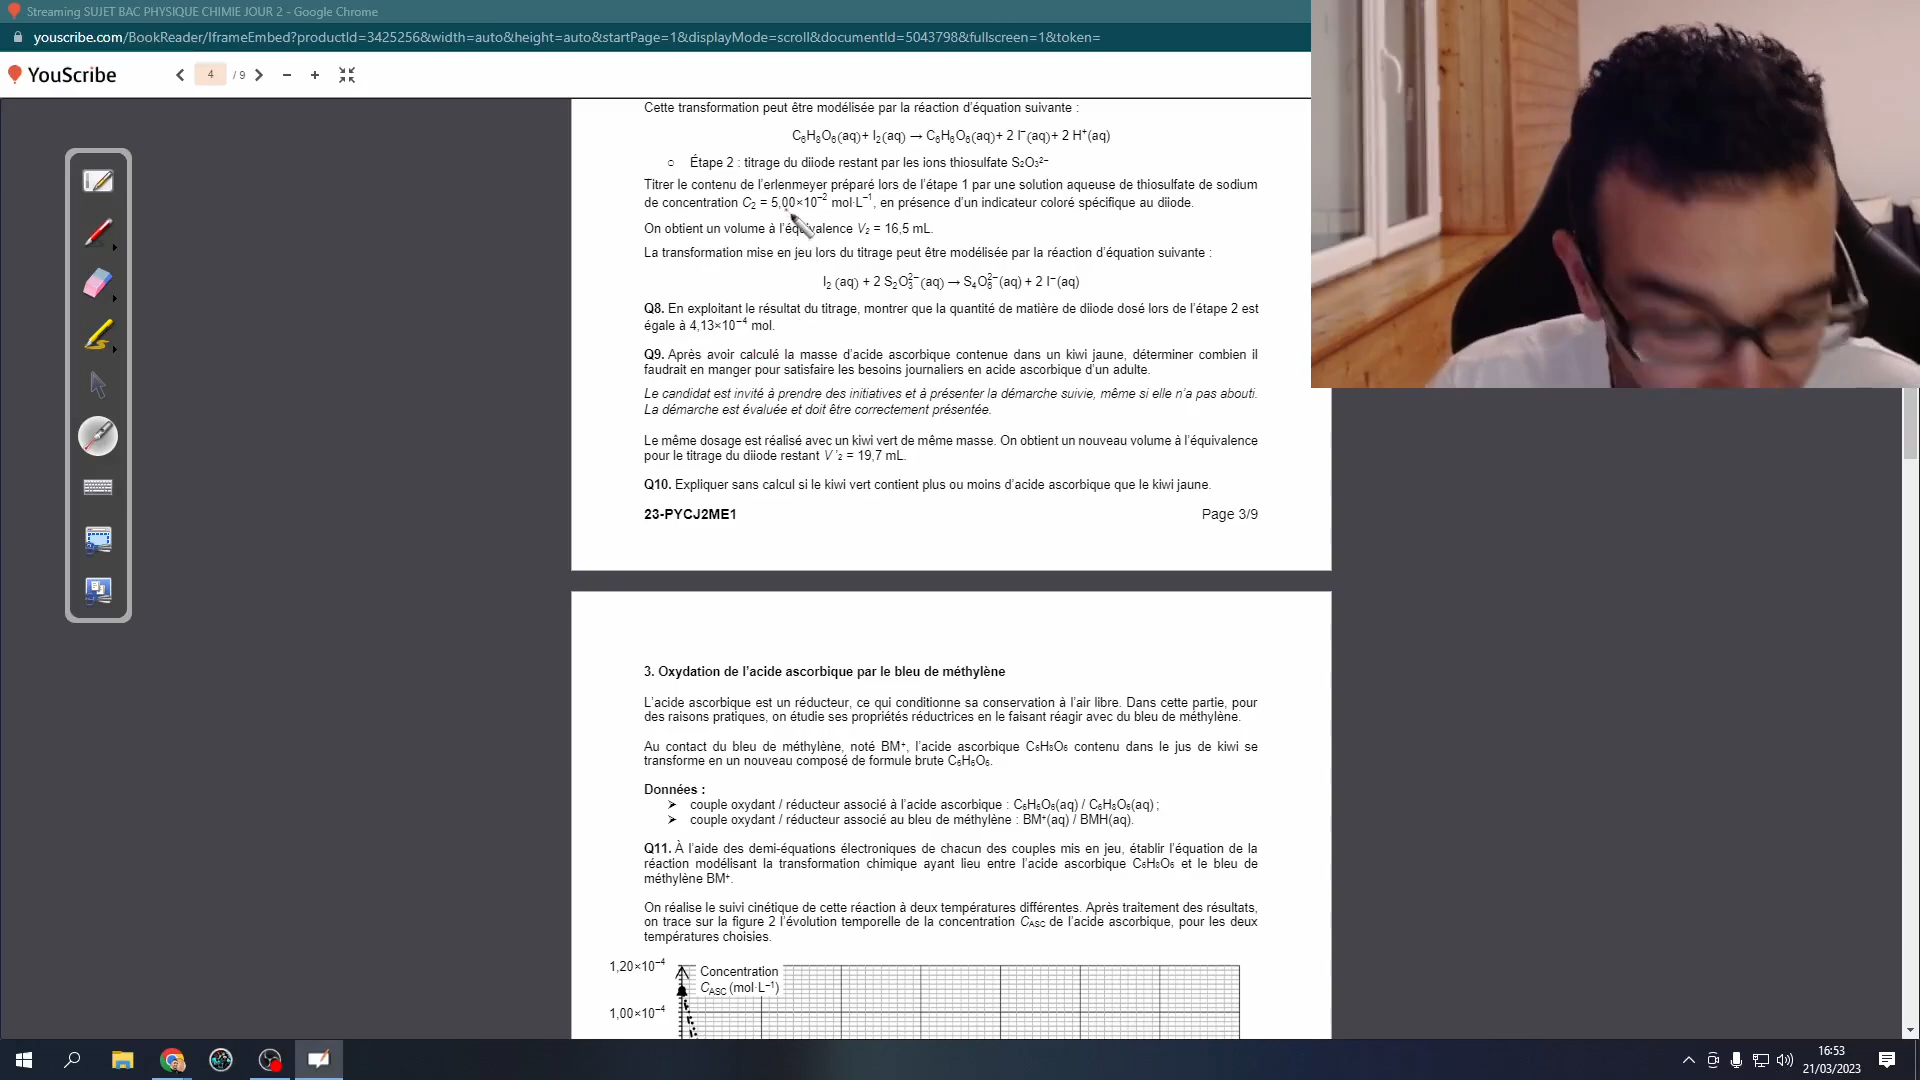 Streaming SUJET BAC PHYSIQUE CHIMIE JOUR 2 - Google Chrome
youscribe.com/BookReader/IframeEmbed?productId=3425256&width=auto&height=auto&startPage=1&displayMode=scroll&documentId=5043798&fullscreen=1&token=
YouScribe
4 / 9
Cette transformation peut être modélisée par la réaction d'équation suivante :
C₆H₈O₆(aq)+ I₂(aq) → C₆H₆O₆(aq)+ 2 I⁻(aq)+ 2 H⁺(aq)
○ Étape 2 : titrage du diiode restant par les ions thiosulfate S₂O₃²⁻
Titrer le contenu de l'erlenmeyer préparé lors de l'étape 1 par une solution aqueuse de thiosulfate de sodium
de concentration C₂ = 5,00×10⁻² mol·L⁻¹, en présence d'un indicateur coloré spécifique au diiode.
On obtient un volume à l'équivalence V₂ = 16,5 mL.
La transformation mise en jeu lors du titrage peut être modélisée par la réaction d'équation suivante :
I₂ (aq) + 2 S₂O₃²⁻(aq) → S₄O₆²⁻(aq) + 2 I⁻(aq)
Q8. En exploitant le résultat du titrage, montrer que la quantité de matière de diiode dosé lors de l'étape 2 est
égale à 4,13×10⁻⁴ mol.
Q9. Après avoir calculé la masse d'acide ascorbique contenue dans un kiwi jaune, déterminer combien il
faudrait en manger pour satisfaire les besoins journaliers en acide ascorbique d'un adulte.
Le candidat est invité à prendre des initiatives et à présenter la démarche suivie, même si elle n'a pas abouti.
La démarche est évaluée et doit être correctement présentée.
Le même dosage est réalisé avec un kiwi vert de même masse. On obtient un nouveau volume à l'équivalence
pour le titrage du diiode restant V'₂ = 19,7 mL.
Q10. Expliquer sans calcul si le kiwi vert contient plus ou moins d'acide ascorbique que le kiwi jaune.
23-PYCJ2ME1 Page 3/9
3. Oxydation de l'acide ascorbique par le bleu de méthylène
L'acide ascorbique est un réducteur, ce qui conditionne sa conservation à l'air libre. Dans cette partie, pour
des raisons pratiques, on étudie ses propriétés réductrices en le faisant réagir avec du bleu de méthylène.
Au contact du bleu de méthylène, noté BM⁺, l'acide ascorbique C₆H₈O₆ contenu dans le jus de kiwi se
transforme en un nouveau composé de formule brute C₆H₆O₆.
Données :
➢ couple oxydant / réducteur associé à l'acide ascorbique : C₆H₆O₆(aq) / C₆H₈O₆(aq) ;
➢ couple oxydant / réducteur associé au bleu de méthylène : BM⁺(aq) / BMH(aq).
Q11. À l'aide des demi-équations électroniques de chacun des couples mis en jeu, établir l'équation de la
réaction modélisant la transformation chimique ayant lieu entre l'acide ascorbique C₆H₈O₆ et le bleu de
méthylène BM⁺.
On réalise le suivi cinétique de cette réaction à deux températures différentes. Après traitement des résultats,
on trace sur la figure 2 l'évolution temporelle de la concentration C_ASC de l'acide ascorbique, pour les deux
températures choisies.
1,20×10⁻⁴ Concentration
C_ASC (mol·L⁻¹)
1,00×10⁻⁴
16:53
21/03/2023